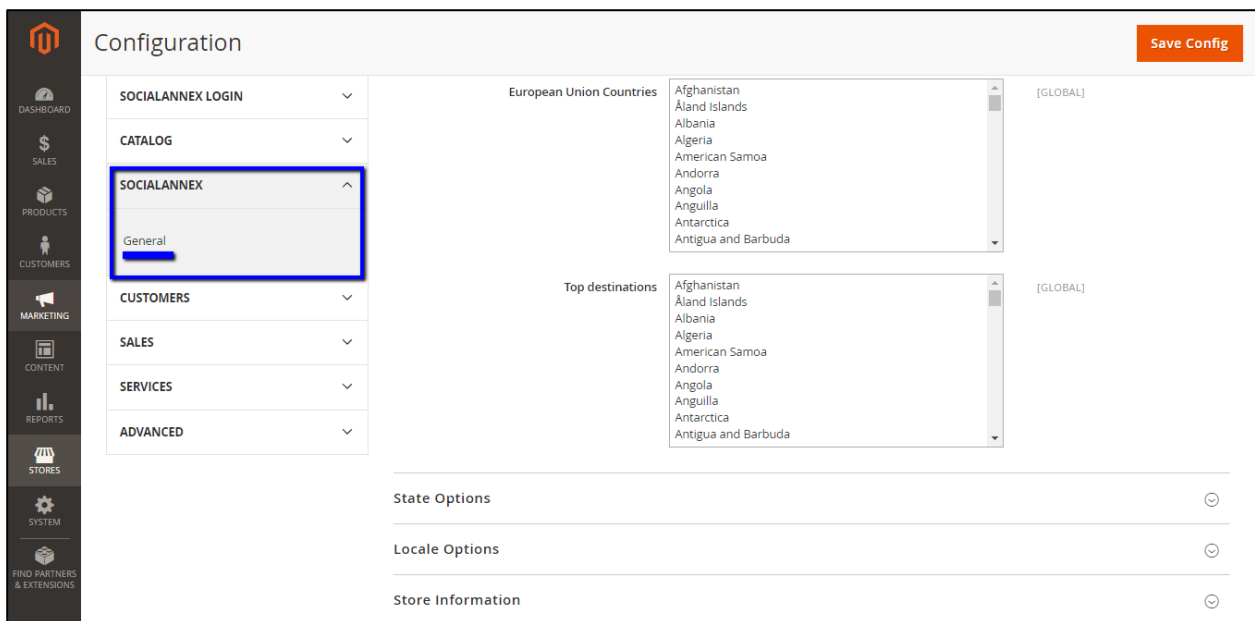 Configuration
Save Config
DASHBOARD
SALES
PRODUCTS
CUSTOMERS
MARKETING
CONTENT
REPORTS
STORES
SYSTEM
FIND PARTNERS
& EXTENSIONS
SOCIALANNEX LOGIN
CATALOG
SOCIALANNEX
General
CUSTOMERS
SALES
SERVICES
ADVANCED
European Union Countries
Afghanistan
Åland Islands
Albania
Algeria
American Samoa
Andorra
Angola
Anguilla
Antarctica
Antigua and Barbuda
[GLOBAL]
Top destinations
Afghanistan
Åland Islands
Albania
Algeria
American Samoa
Andorra
Angola
Anguilla
Antarctica
Antigua and Barbuda
[GLOBAL]
State Options
Locale Options
Store Information